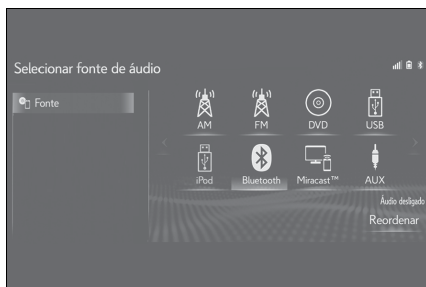 Selecionar fonte de áudio
Fonte
AM FM DVD USB
iPod Bluetooth Miracast™ AUX
Áudio desligado
Reordenar